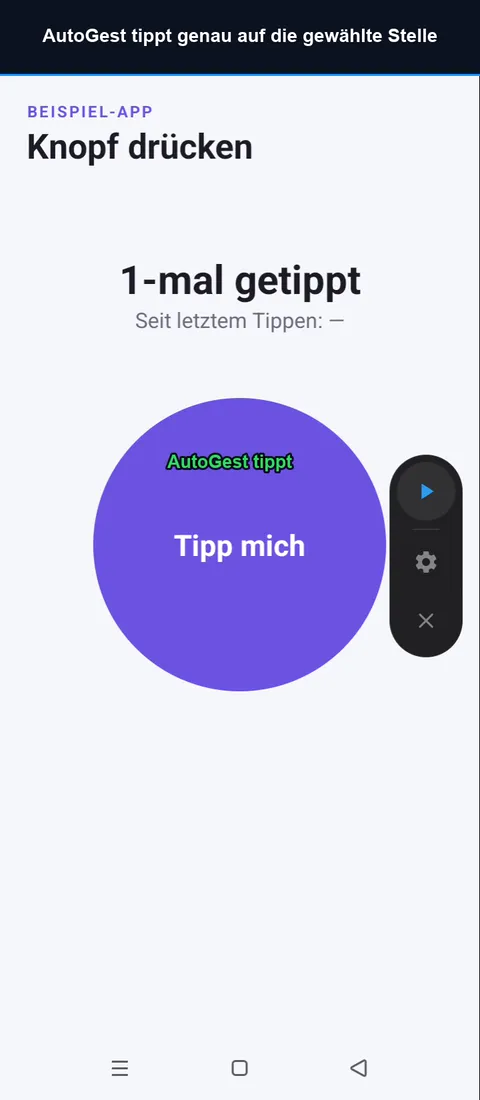 AutoGest tippt genau auf die gewählte Stelle
BEISPIEL-APP
Knopf drücken
1-mal getippt
Seit letztem Tippen: —
AutoGest tippt
Tipp mich